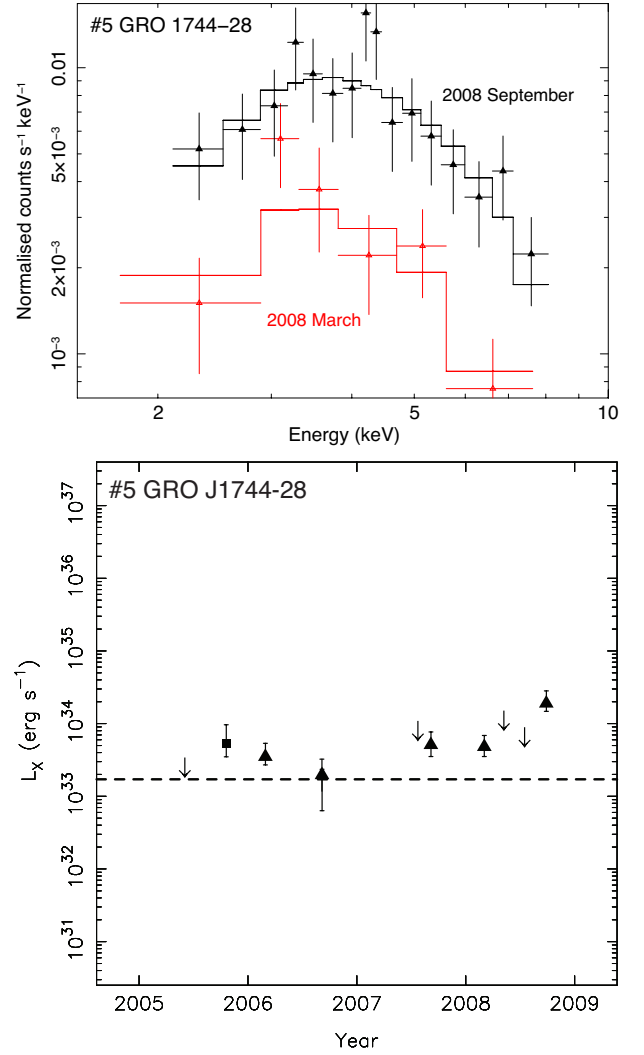 #5 GRO 1744–28
2008 September
2008 March
Normalised counts s⁻¹ keV⁻¹
0.01
5×10⁻³
2×10⁻³
10⁻³
2 5 10
Energy (keV)
#5 GRO J1744-28
L_X (erg s⁻¹)
10³⁷
10³⁶
10³⁵
10³⁴
10³³
10³²
10³¹
2005 2006 2007 2008 2009
Year